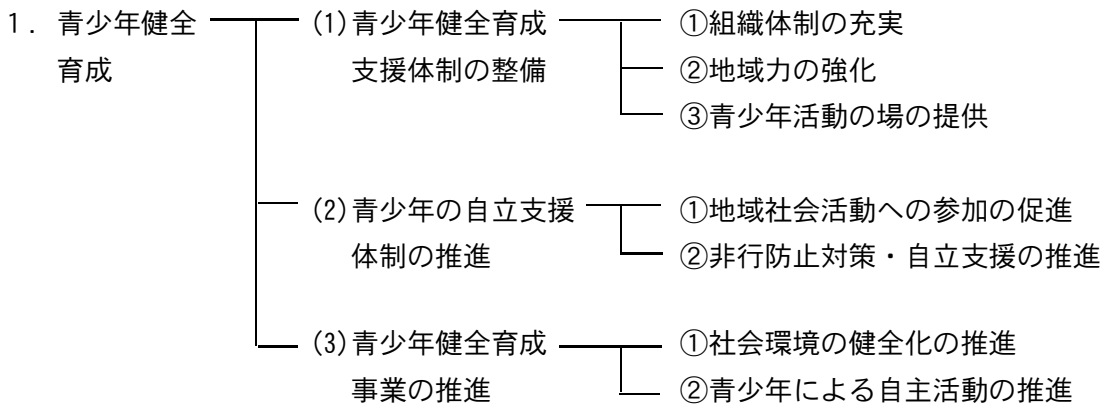 1. 青少年健全 (1)青少年健全育成 ①組織体制の充実
育成 支援体制の整備 ②地域力の強化
③青少年活動の場の提供
(2)青少年の自立支援 ①地域社会活動への参加の促進
体制の推進 ②非行防止対策・自立支援の推進
(3)青少年健全育成 ①社会環境の健全化の推進
事業の推進 ②青少年による自主活動の推進